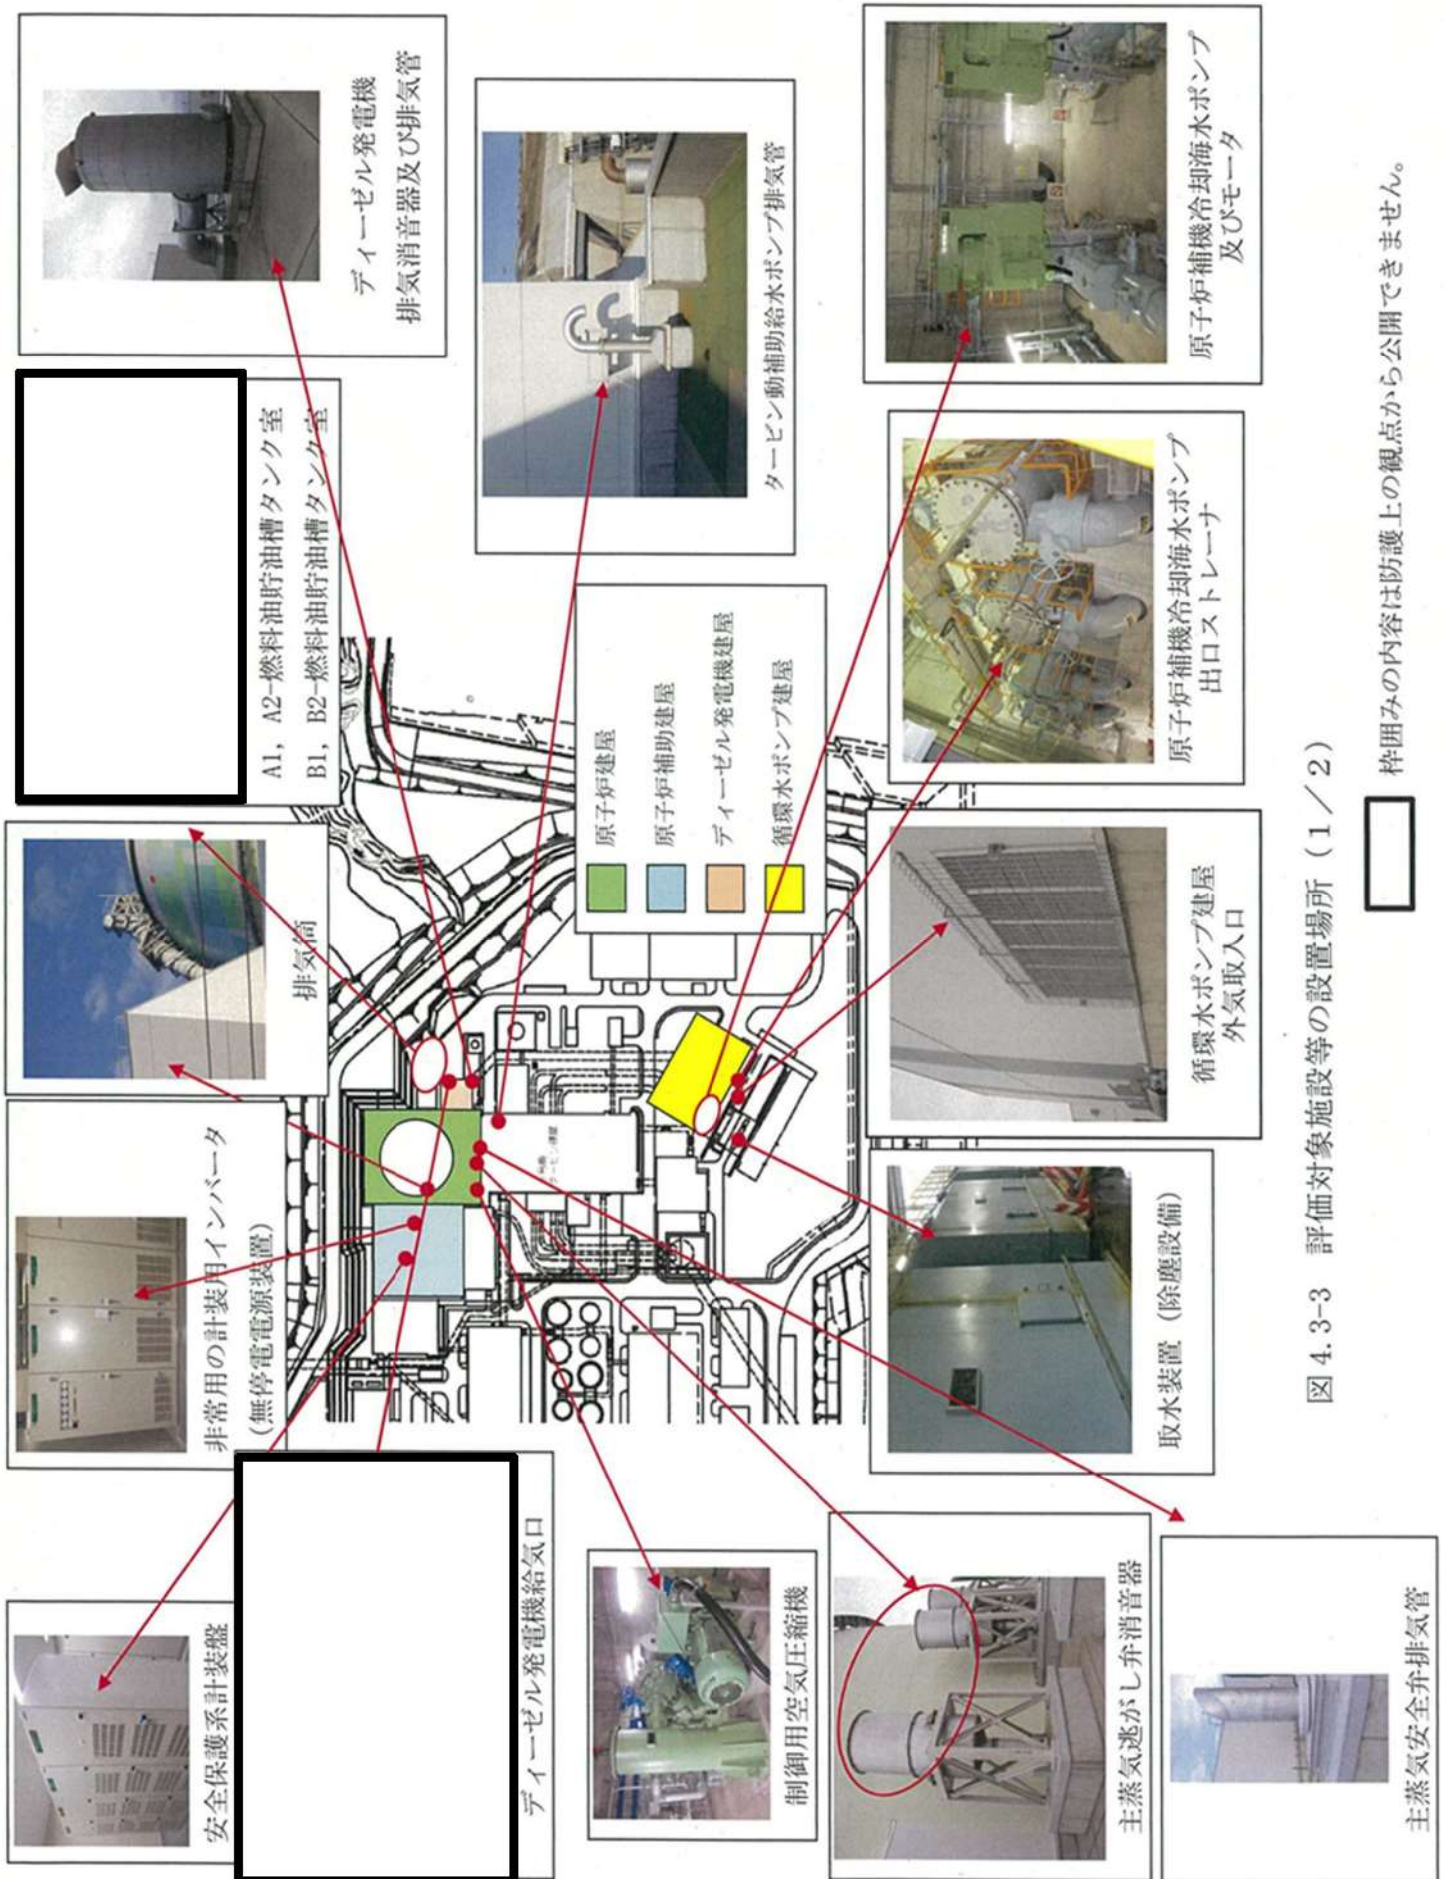 安全保護系計装盤
非常用の計装用インバータ
(無停電電源装置)
排気筒
A1, A2-燃料油貯油槽タンク室
B1, B2-燃料油貯油槽タンク室
ディーゼル発電機
排気消音器及び排気管
ディーゼル発電機給気口
制御用空気圧縮機
主蒸気逃がし弁消音器
主蒸気安全弁排気管
タービン動補助給水ポンプ排気管
原子炉建屋
原子炉補助建屋
ディーゼル発電機建屋
循環水ポンプ建屋
取水装置 (除塵設備)
循環水ポンプ建屋
外気取入口
原子炉補機冷却海水ポンプ
出口ストレーナ
原子炉補機冷却海水ポンプ
及びモータ
図 4.3-3 評価対象施設等の設置場所 (1/2)
枠囲みの内容は防護上の観点から公開できません。